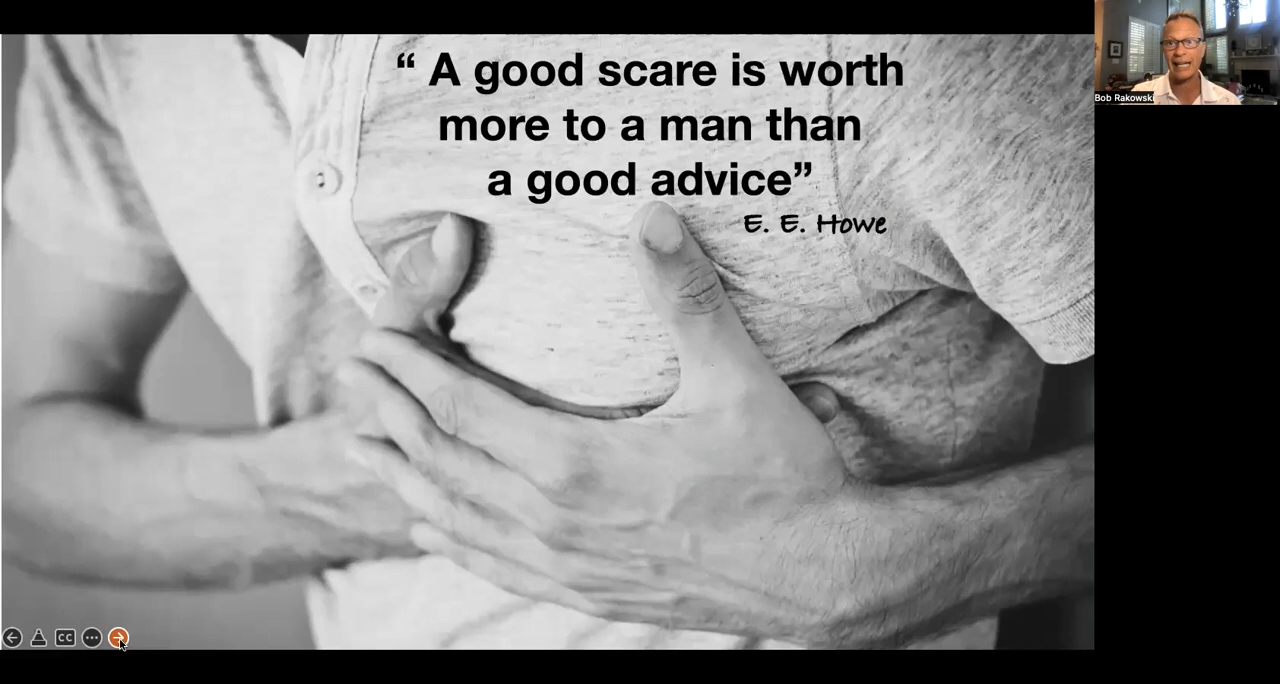 “ A good scare is worth
more to a man than
a good advice”
E. E. Howe
Bob Rakowski
CC